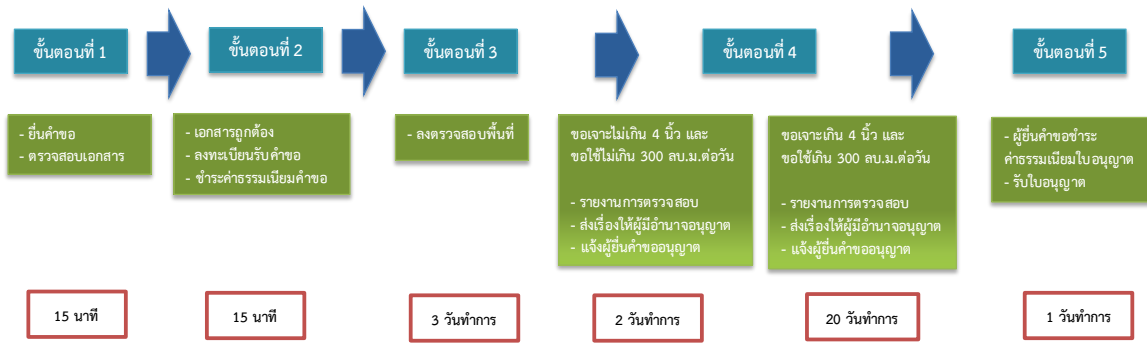 ขั้นตอนที่ 1
ขั้นตอนที่ 2
ขั้นตอนที่ 3
ขั้นตอนที่ 4
ขั้นตอนที่ 5
- ยื่นคำขอ
- ตรวจสอบเอกสาร
- เอกสารถูกต้อง
- ลงทะเบียนรับคำขอ
- ชำระค่าธรรมเนียมคำขอ
- ลงตรวจสอบพื้นที่
ขอเจาะไม่เกิน 4 นิ้ว และ
ขอใช้ไม่เกิน 300 ลบ.ม.ต่อวัน
- รายงานการตรวจสอบ
- ส่งเรื่องให้ผู้มีอำนาจอนุญาต
- แจ้งผู้ยื่นคำขออนุญาต
ขอเจาะเกิน 4 นิ้ว และ
ขอใช้เกิน 300 ลบ.ม.ต่อวัน
- รายงานการตรวจสอบ
- ส่งเรื่องให้ผู้มีอำนาจอนุญาต
- แจ้งผู้ยื่นคำขออนุญาต
- ผู้ยื่นคำขอชำระ
ค่าธรรมเนียมใบอนุญาต
- รับใบอนุญาต
15 นาที
15 นาที
3 วันทำการ
2 วันทำการ
20 วันทำการ
1 วันทำการ